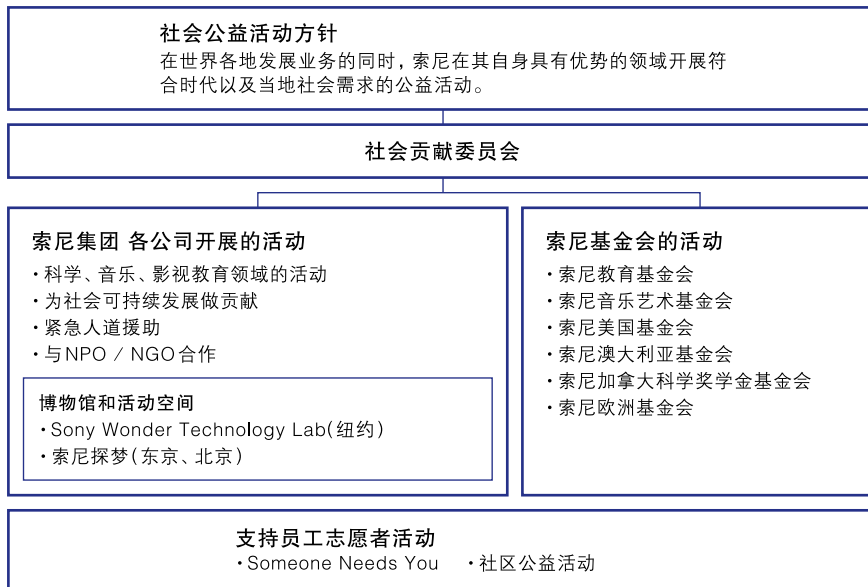 社会公益活动方针
在世界各地发展业务的同时，索尼在其自身具有优势的领域开展符
合时代以及当地社会需求的公益活动。
社会贡献委员会
索尼集团 各公司开展的活动
・科学、音乐、影视教育领域的活动
・为社会可持续发展做贡献
・紧急人道援助
・与NPO / NGO合作
博物馆和活动空间
・Sony Wonder Technology Lab(纽约)
・索尼探梦(东京、北京)
索尼基金会的活动
・索尼教育基金会
・索尼音乐艺术基金会
・索尼美国基金会
・索尼澳大利亚基金会
・索尼加拿大科学奖学金基金会
・索尼欧洲基金会
支持员工志愿者活动
・Someone Needs You ・社区公益活动